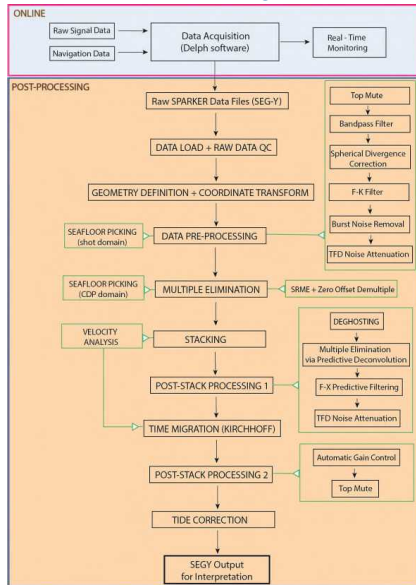 ONLINE
Raw Signal Data
Navigation Data
Data Acquisition
(Delph software)
Real - Time
Monitoring
POST-PROCESSING
Raw SPARKER Data Files (SEG-Y)
DATA LOAD + RAW DATA QC
GEOMETRY DEFINITION + COORDINATE TRANSFORM
SEAFLOOR PICKING
(shot domain)
DATA PRE-PROCESSING
Top Mute
Bandpass Filter
Spherical Divergence
Correction
F-K Filter
Burst Noise Removal
TFD Noise Attenuation
SEAFLOOR PICKING
(CDP domain)
MULTIPLE ELIMINATION
SRME + Zero Offset Demultiple
VELOCITY
ANALYSIS
STACKING
POST-STACK PROCESSING 1
DEGHOSTING
Multiple Elimination
via Predictive Deconvolution
F-X Predictive Filtering
TFD Noise Attenuation
TIME MIGRATION (KIRCHHOFF)
POST-STACK PROCESSING 2
Automatic Gain Control
Top Mute
TIDE CORRECTION
SEGY Output
for Interpretation